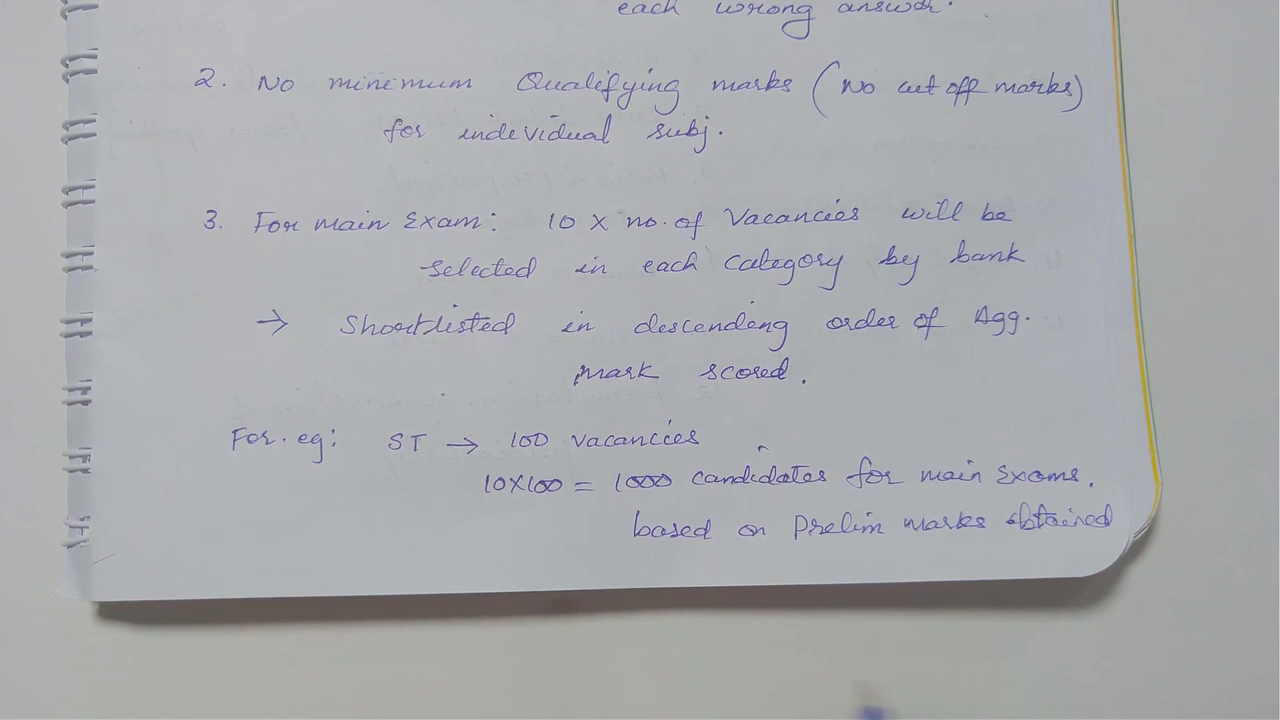 each wrong answer.
2. No minimum Qualifying marks (No cut off marks)
for individual subj.
3. For main Exam: 10 X no. of Vacancies will be
selected in each category by bank
→ Shortlisted in descending order of Agg.
mark scored.
For. eg: ST → 100 vacancies
10X100 = 1000 candidates for main Exams.
based on Prelim marks obtained